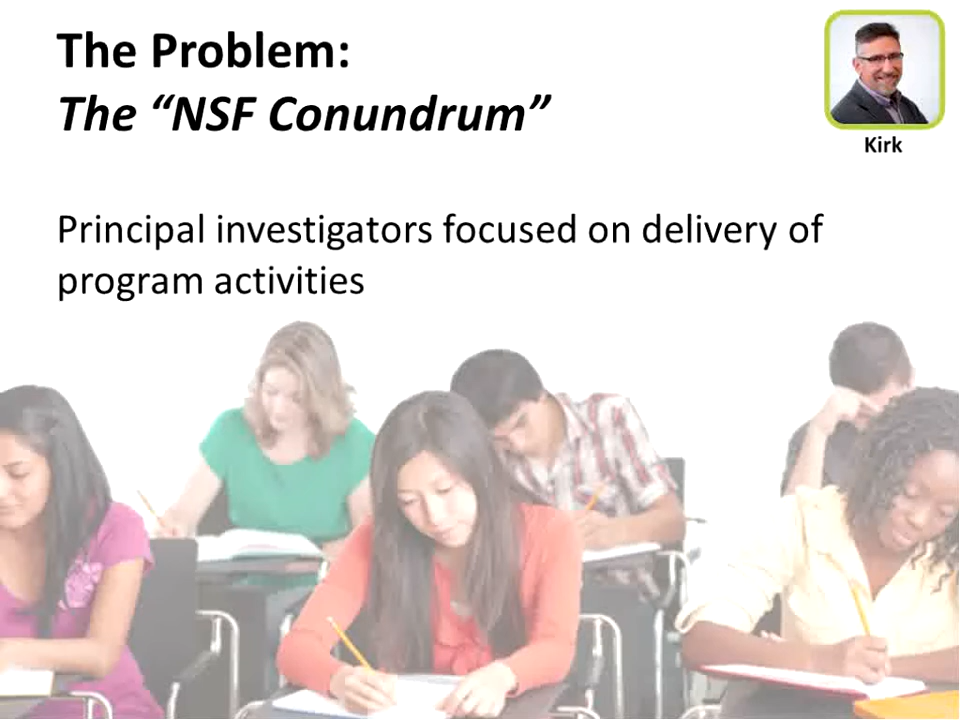 The Problem:
The “NSF Conundrum”
Kirk
Principal investigators focused on delivery of
program activities